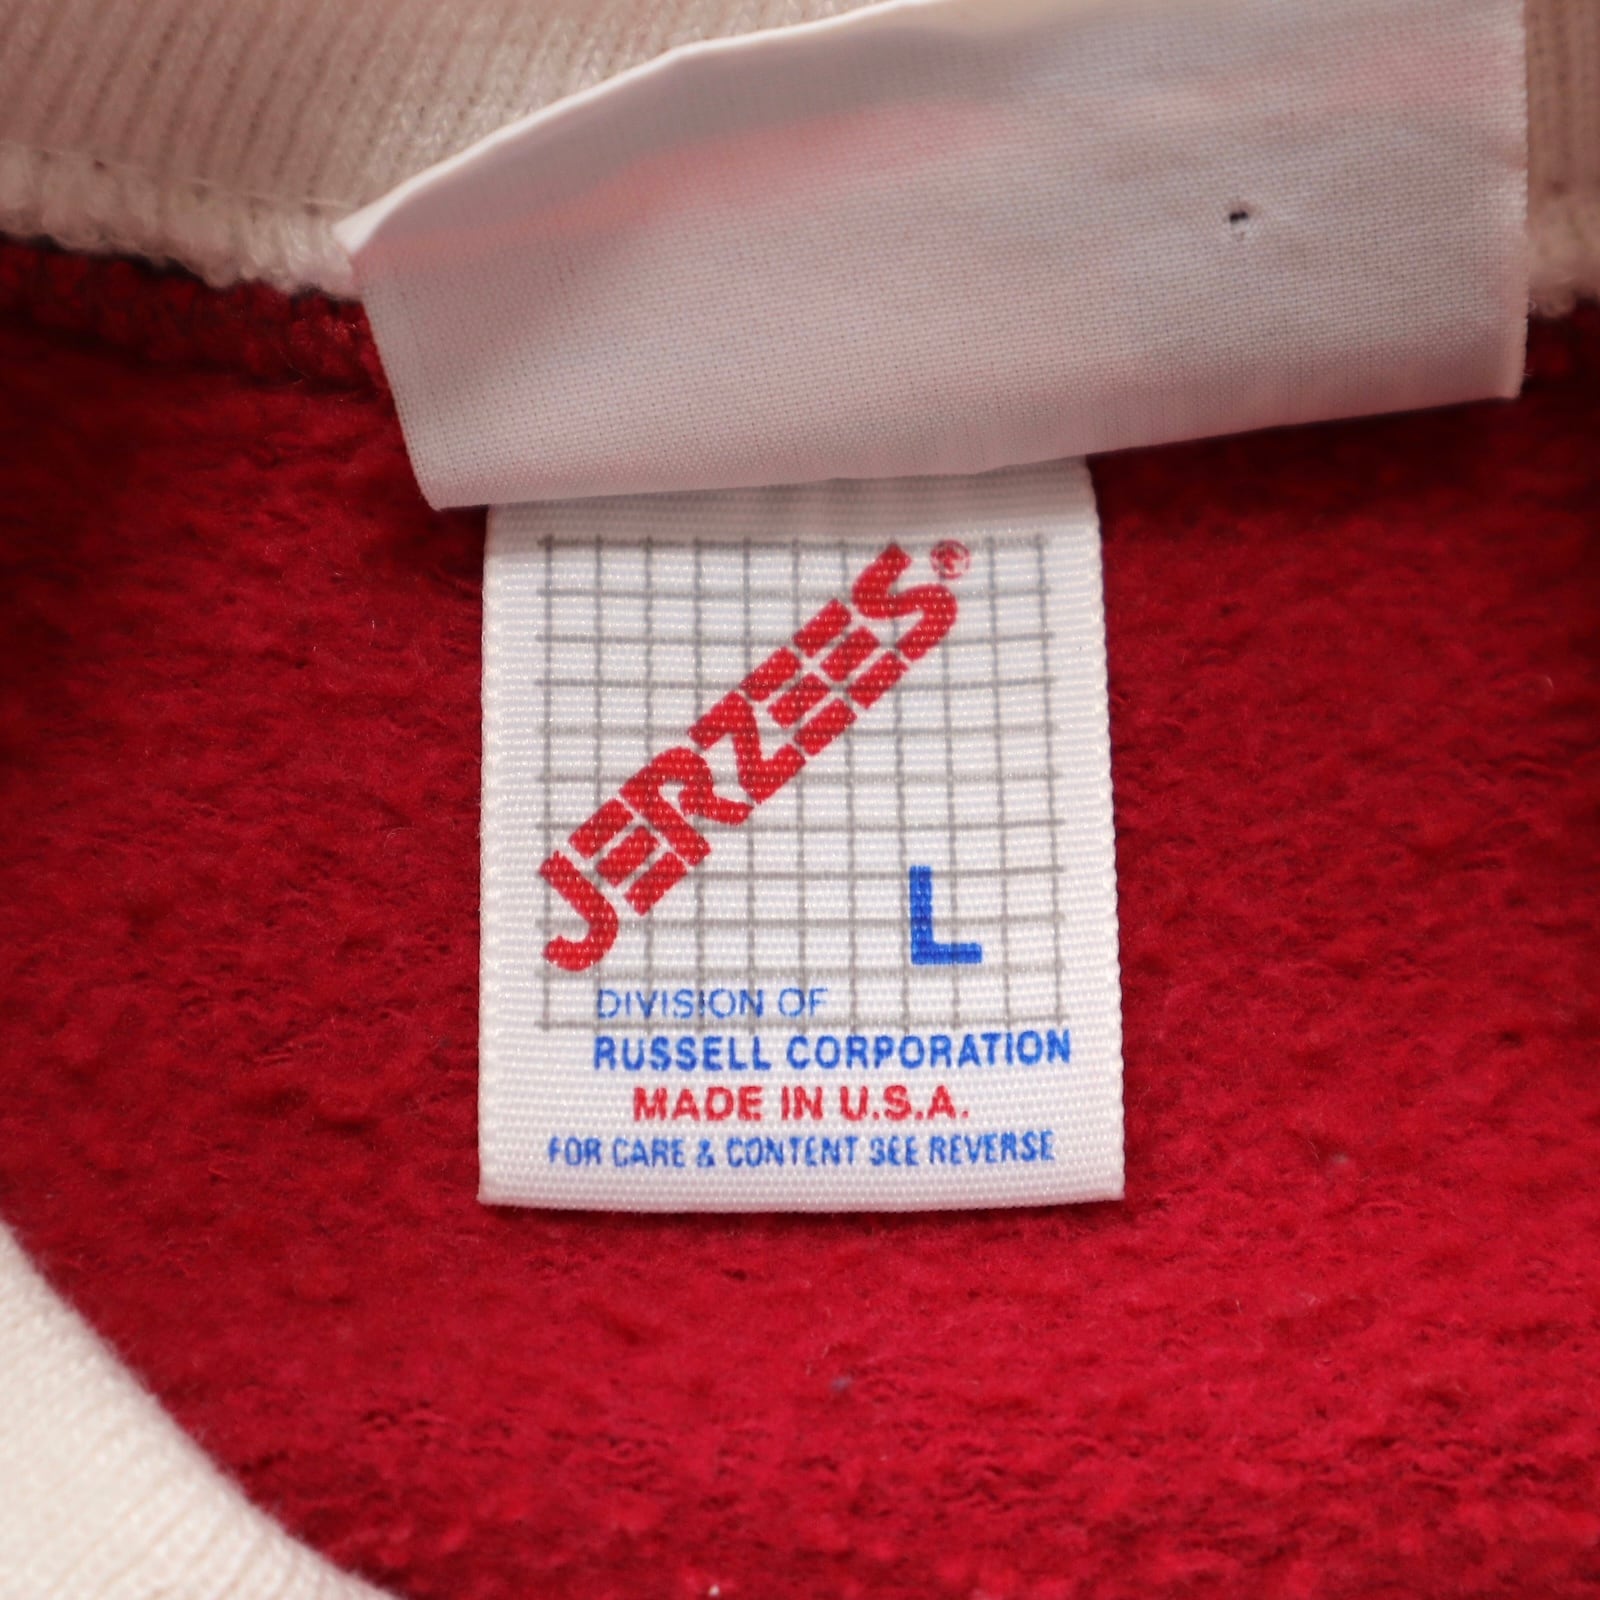 JERZEES®
L
DIVISION OF
RUSSELL CORPORATION
MADE IN U.S.A.
FOR CARE & CONTENT SEE REVERSE